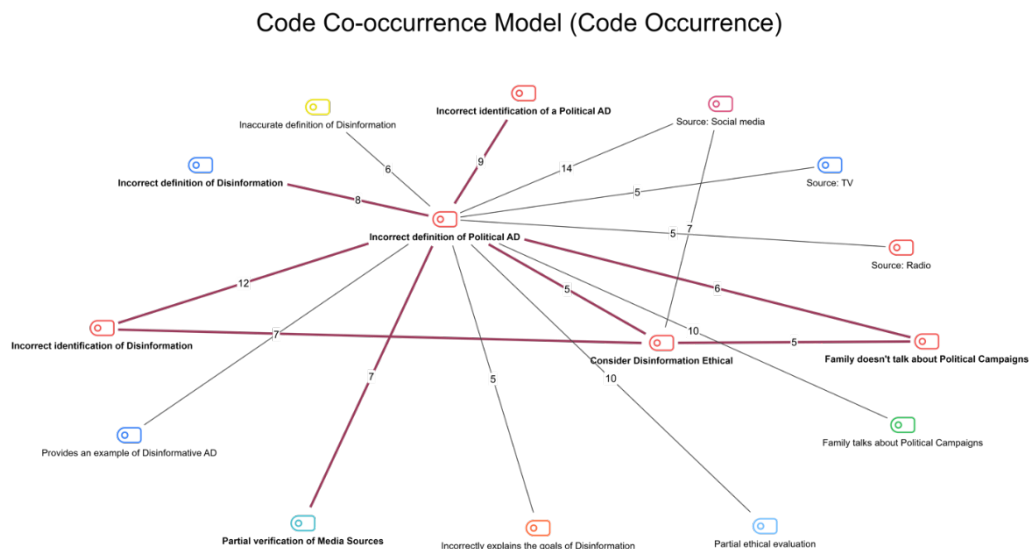 Code Co-occurrence Model (Code Occurrence)
Incorrect identification of a Political AD
Source: Social media
Inaccurate definition of Disinformation
6
9
14
Incorrect definition of Disinformation
8
5
Source: TV
Incorrect definition of Political AD
5
7
Source: Radio
12
5
6
Incorrect identification of Disinformation
7
10
Consider Disinformation Ethical
5
Family doesn't talk about Political Campaigns
7
5
10
Provides an example of Disinformative AD
Family talks about Political Campaigns
Partial verification of Media Sources
Incorrectly explains the goals of Disinformation
Partial ethical evaluation